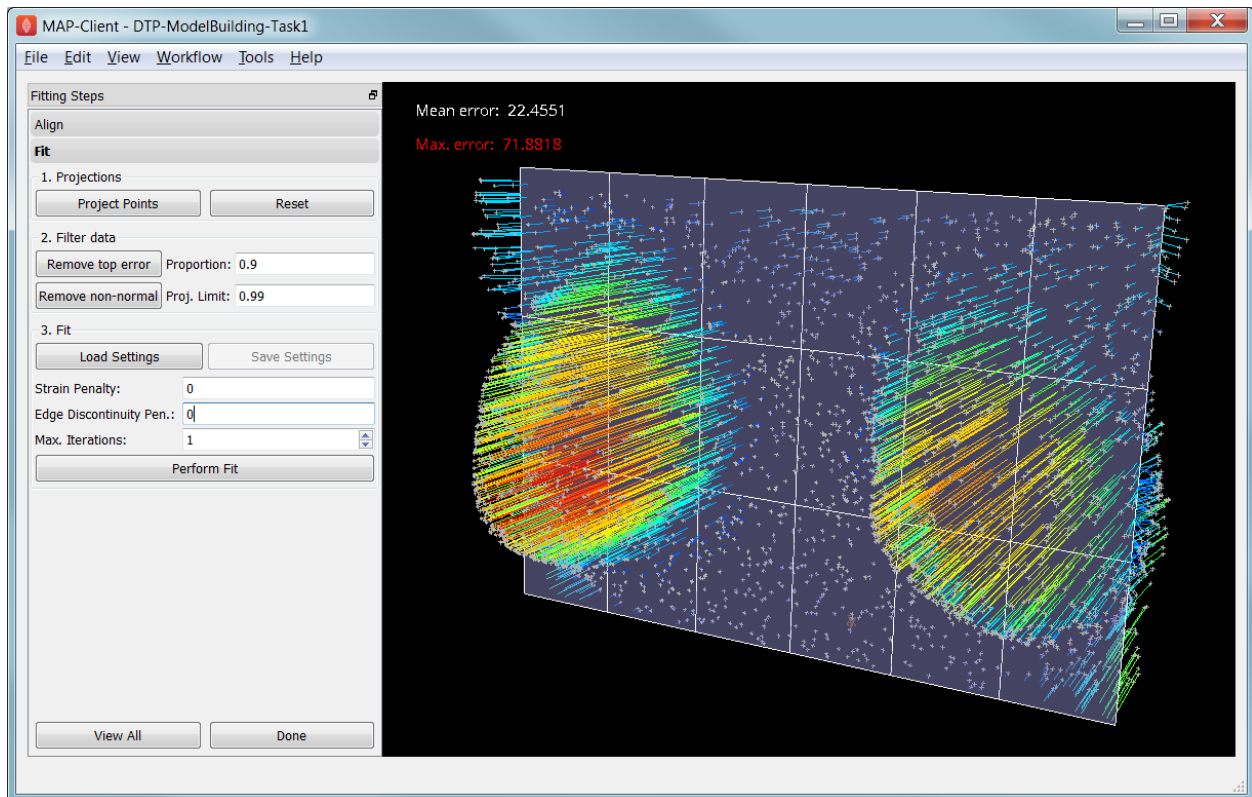 MAP-Client - DTP-ModelBuilding-Task1
File Edit View Workflow Tools Help
Fitting Steps
Align
Fit
1. Projections
Project Points Reset
2. Filter data
Remove top error Proportion: 0.9
Remove non-normal Proj. Limit: 0.99
3. Fit
Load Settings Save Settings
Strain Penalty: 0
Edge Discontinuity Pen.: 0
Max. Iterations: 1
Perform Fit
View All Done
Mean error: 22.4551
Max. error: 71.8818